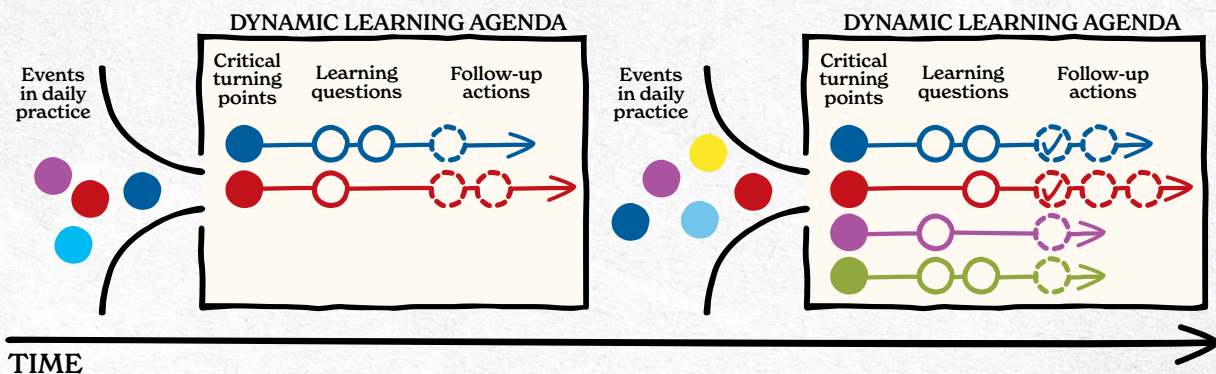 DYNAMIC LEARNING AGENDA
Events
in daily
practice
Critical
turning
points
Learning
questions
Follow-up
actions
DYNAMIC LEARNING AGENDA
Events
in daily
practice
Critical
turning
points
Learning
questions
Follow-up
actions
TIME